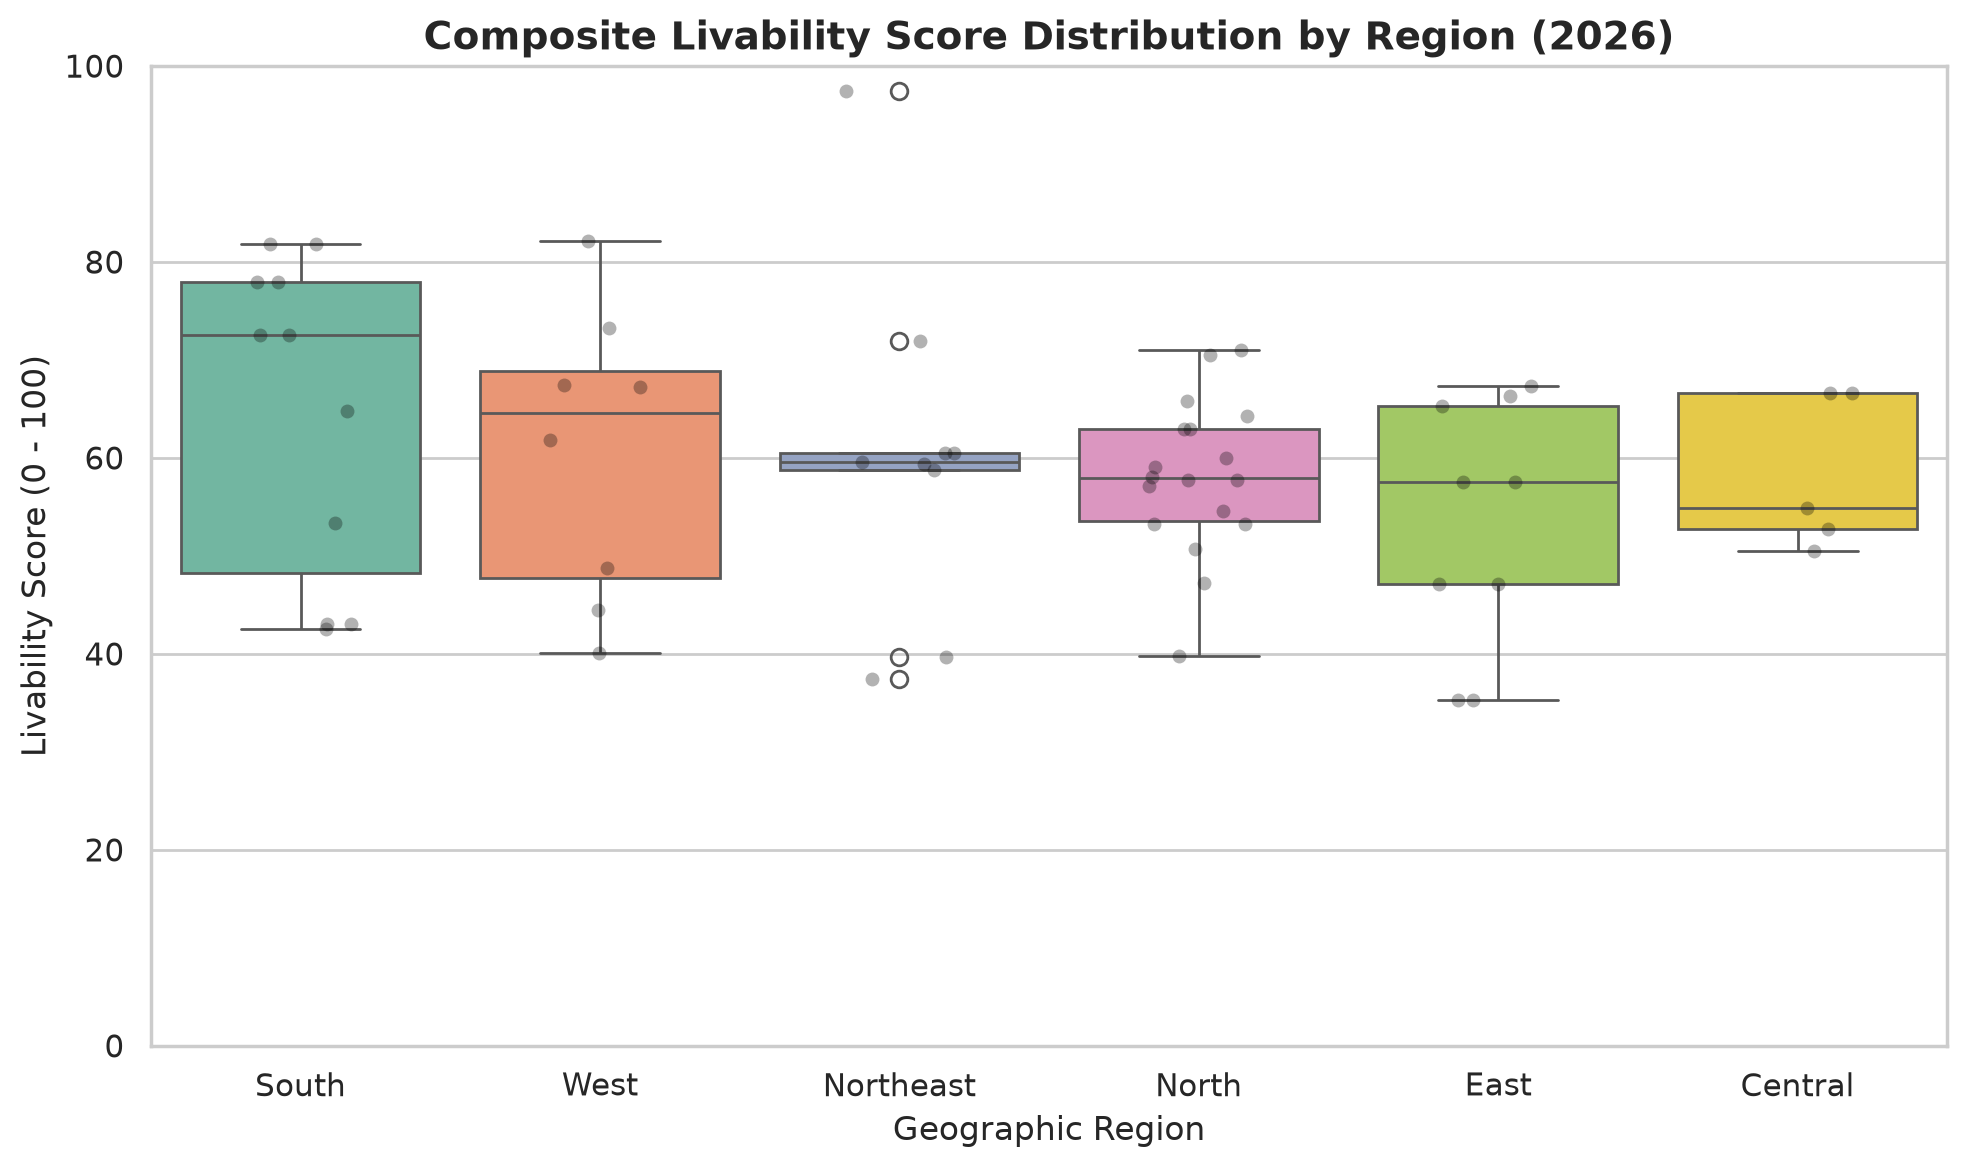 Composite Livability Score Distribution by Region (2026)
100
80
60
40
20
0
Livability Score (0 - 100)
South West Northeast North East Central
Geographic Region